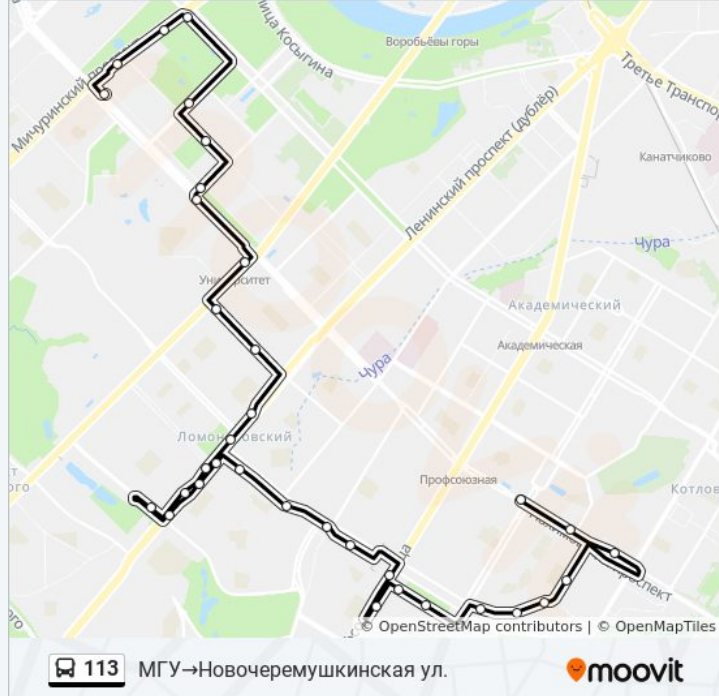 улица Косыгина
Воробьёвы горы
Мичуринский
Третье Транспор
Ленинский проспект (дублёр)
Канатчиково
Чура
Университет
Академический
Академическая
Чура
Ломоносовский
ого
Профсоюзная
Котлов
проспект
© OpenStreetMap contributors | © OpenMapTiles
113 МГУ→Новочеремушкинская ул.
moovit